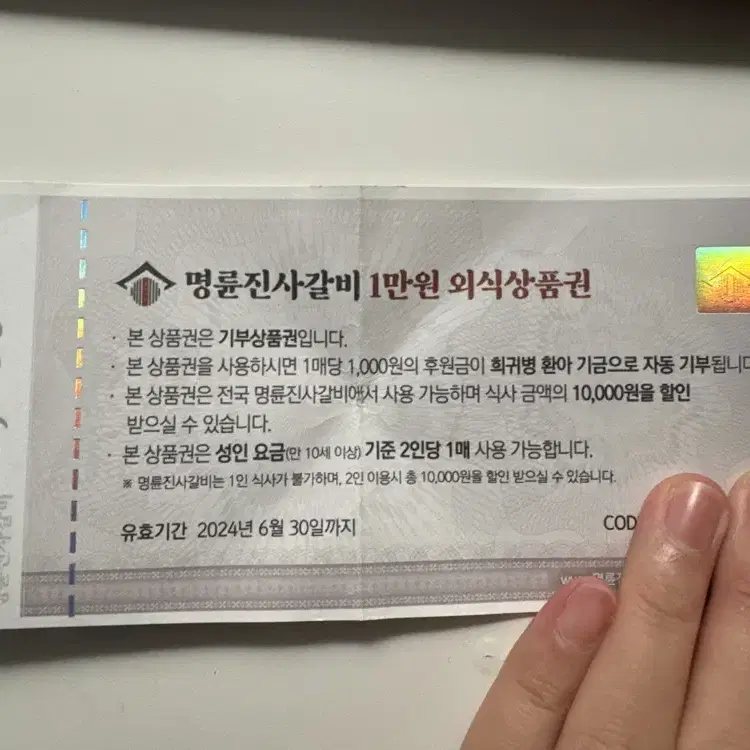 명륜진사갈비 1만원 외식상품권
· 본 상품권은 기부상품권입니다.
· 본 상품권을 사용하시면 1매당 1,000원의 후원금이 희귀병 환아 기금으로 자동 기부됩니다
· 본 상품권은 전국 명륜진사갈비에서 사용 가능하며 식사 금액의 10,000원을 할인
받으실 수 있습니다.
· 본 상품권은 성인 요금(만 10세 이상) 기준 2인당 1매 사용 가능합니다.
※ 명륜진사갈비는 1인 식사가 불가하며, 2인 이용시 총 10,000원을 할인 받으실 수 있습니다.
유효기간 2024년 6월 30일까지
COD
명륜진사갈비